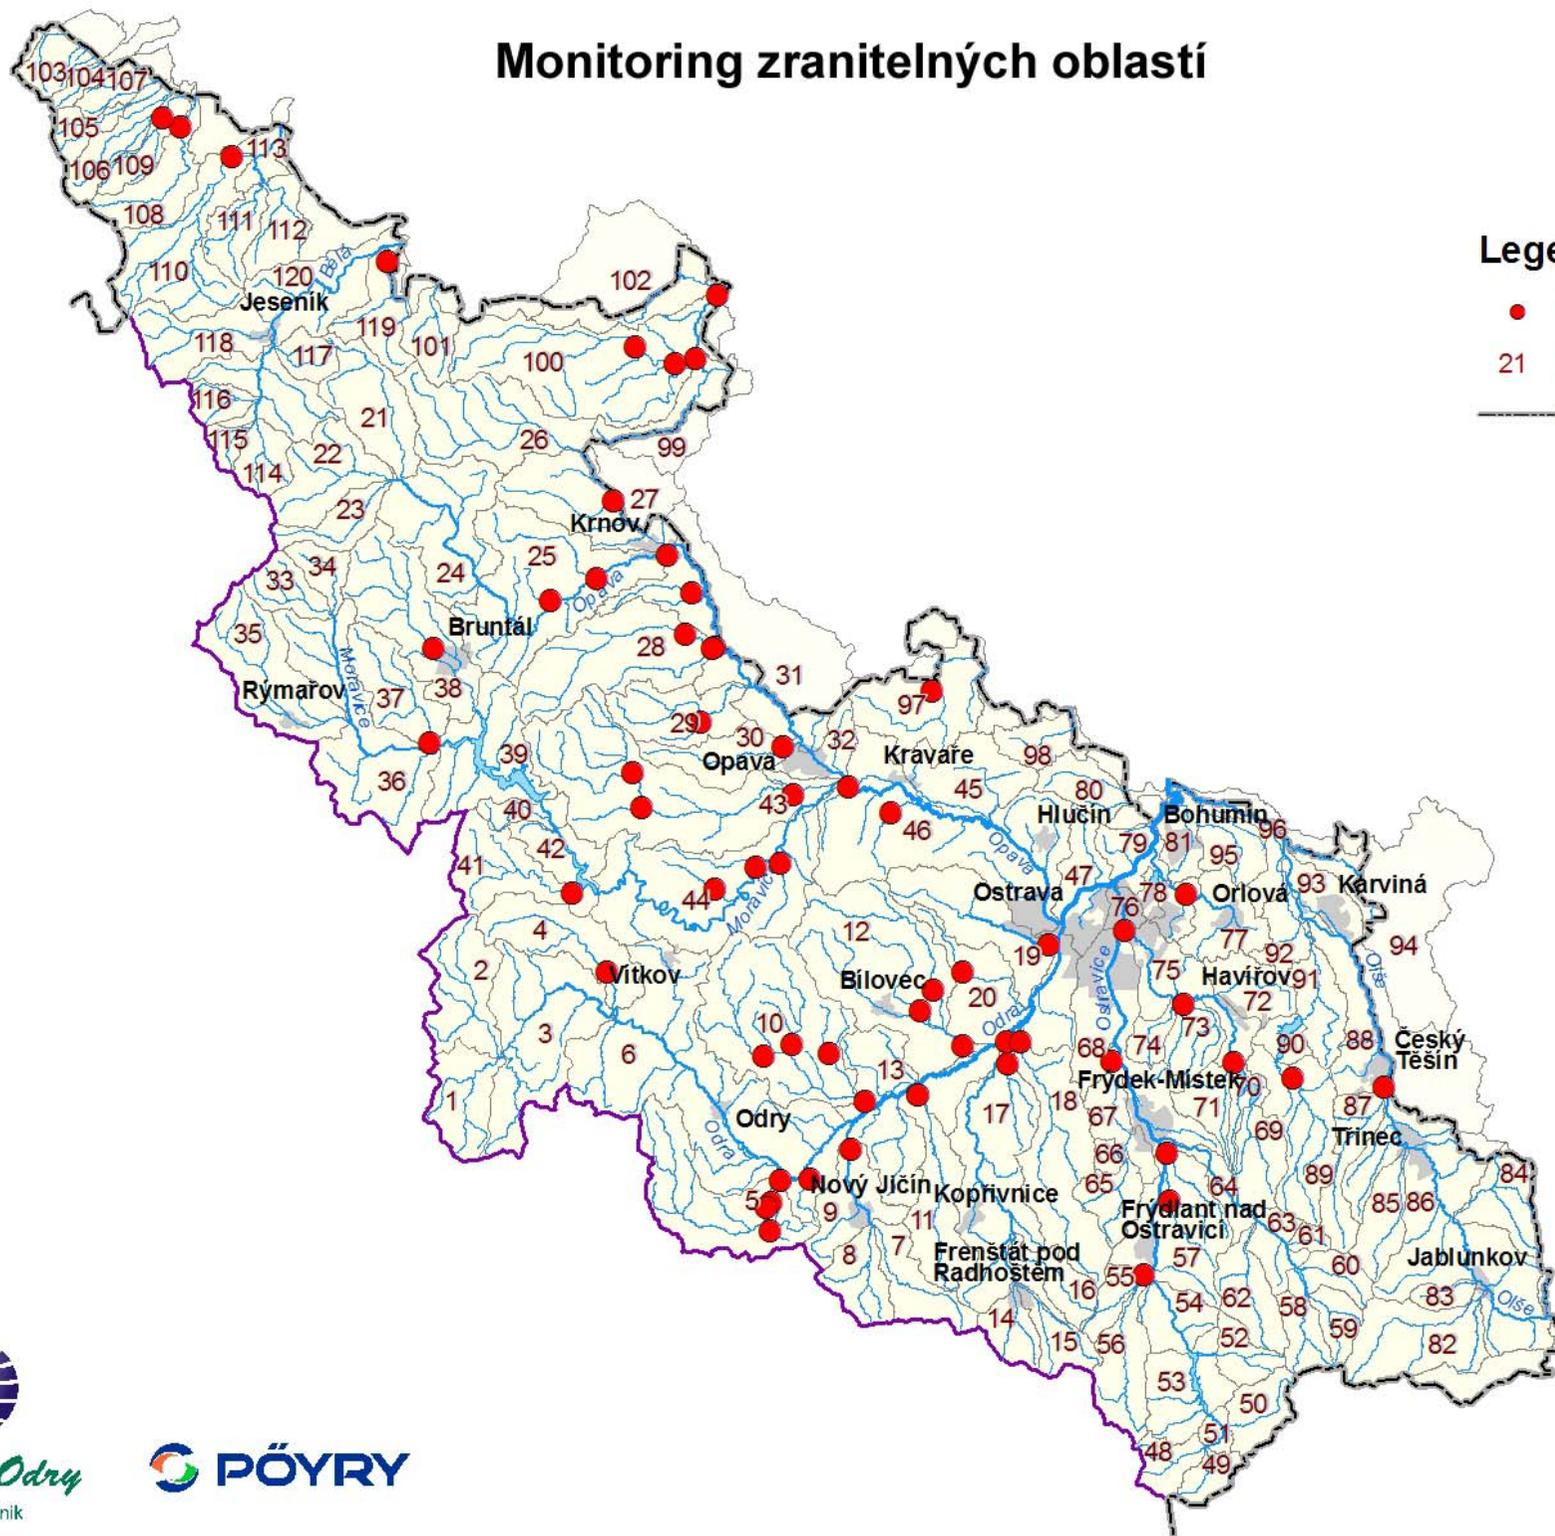 Monitoring zranitelných oblastí
103 104 107
105
106 109
113
108
111
112
110
120
Bělá
Jeseník
102
118
119
101
117
100
116
21
115
22
26
99
114
23
27
Krnov
25
34
33
24
Opava
Bruntál
35
28
Moravice
31
Rýmařov
37
38
97
29
30
32
Opava
Kravaře
98
39
36
45
80
43
40
Hlučín
Bohumín
46
96
79
81
Opava
42
95
41
47
93
Karviná
Ostrava
78
Orlová
44
76
Moravice
4
12
77
94
19
92
2
Vítkov
Bílovec
75
Havířov
91
Olše
20
72
Ostravice
Odra
10
73
3
88
Český
Těšín
68
74
90
6
13
Frýdek-Místek
70
1
18
71
87
17
67
Odry
69
Třinec
Odra
66
89
84
65
64
Nový Jičín
Kopřivnice
5
9
85
86
11
Frýdlant nad
Ostravicí
63
61
8
7
Frenštát pod
Radhoštěm
57
60
Jablunkov
55
16
62
83
Olše
54
58
14
59
15
56
52
82
53
50
51
48
49
Lege
21
Odry
ník
PŐYRY